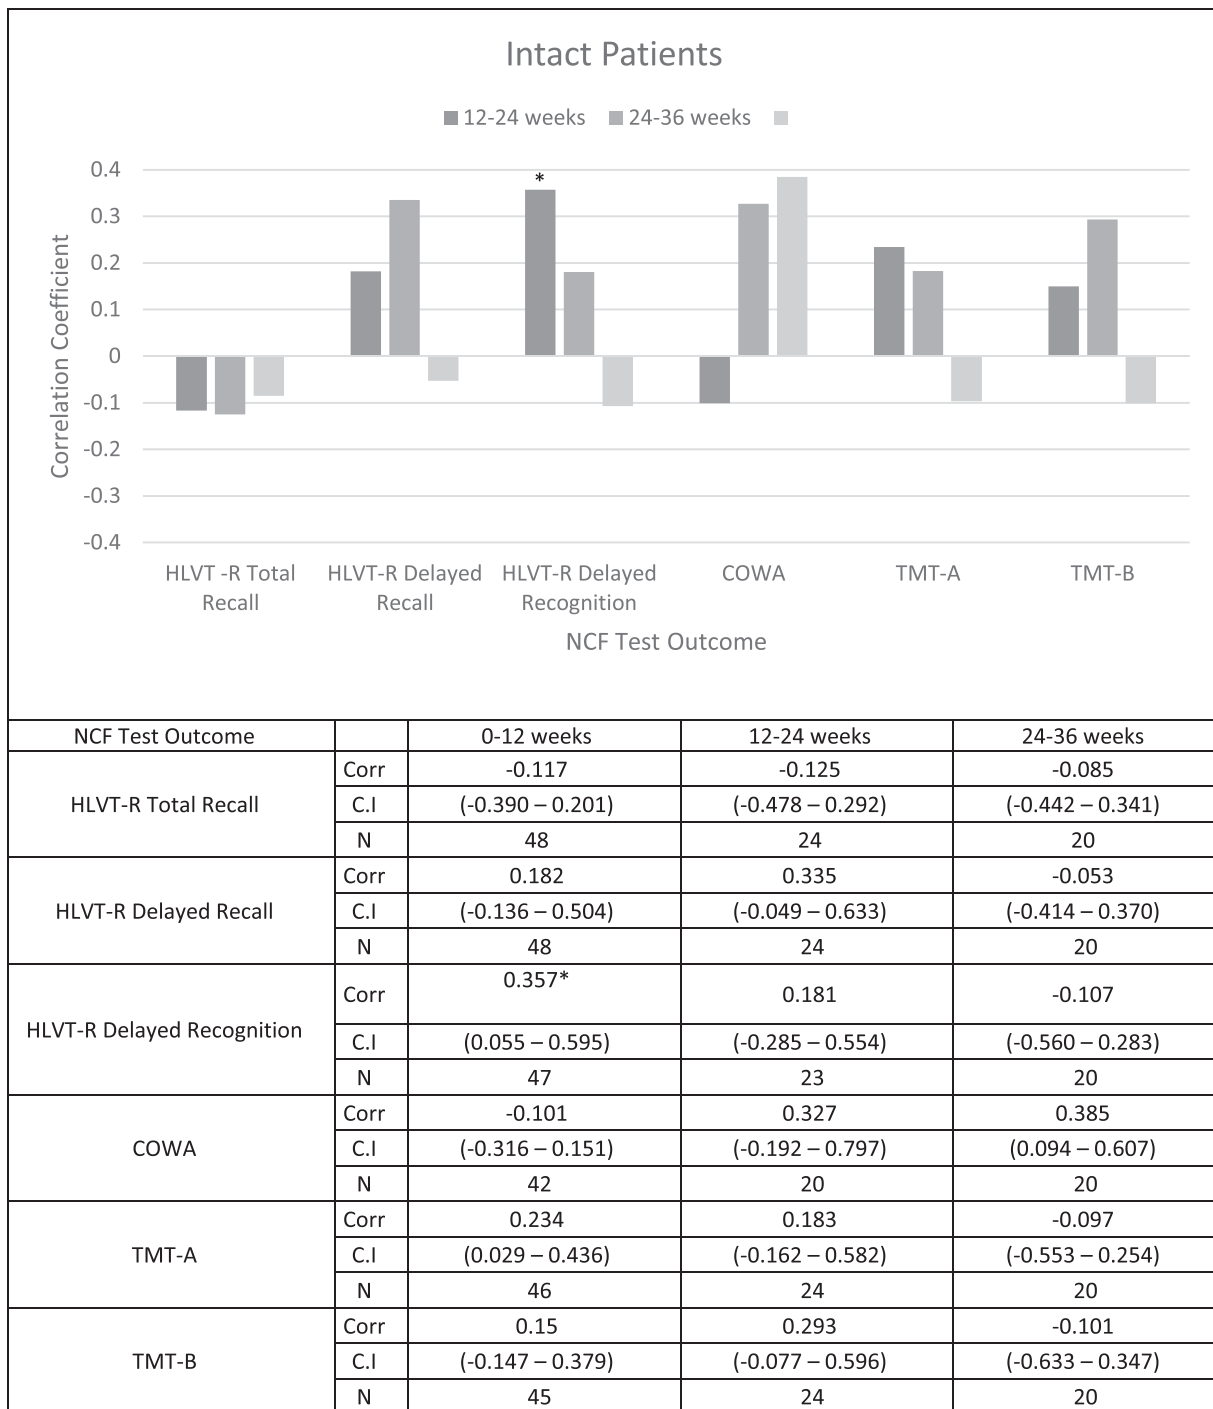 Intact Patients
12-24 weeks 24-36 weeks
0.4
0.3
0.2
0.1
0
-0.1
-0.2
-0.3
-0.4
*
Correlation Coefficient
HLVT -R Total Recall
HLVT-R Delayed Recall
HLVT-R Delayed Recognition
COWA
TMT-A
TMT-B
NCF Test Outcome
NCF Test Outcome 0-12 weeks 12-24 weeks 24-36 weeks
HLVT-R Total Recall
Corr -0.117 -0.125 -0.085
C.I (-0.390 – 0.201) (-0.478 – 0.292) (-0.442 – 0.341)
N 48 24 20
HLVT-R Delayed Recall
Corr 0.182 0.335 -0.053
C.I (-0.136 – 0.504) (-0.049 – 0.633) (-0.414 – 0.370)
N 48 24 20
HLVT-R Delayed Recognition
Corr 0.357* 0.181 -0.107
C.I (0.055 – 0.595) (-0.285 – 0.554) (-0.560 – 0.283)
N 47 23 20
COWA
Corr -0.101 0.327 0.385
C.I (-0.316 – 0.151) (-0.192 – 0.797) (0.094 – 0.607)
N 42 20 20
TMT-A
Corr 0.234 0.183 -0.097
C.I (0.029 – 0.436) (-0.162 – 0.582) (-0.553 – 0.254)
N 46 24 20
TMT-B
Corr 0.15 0.293 -0.101
C.I (-0.147 – 0.379) (-0.077 – 0.596) (-0.633 – 0.347)
N 45 24 20